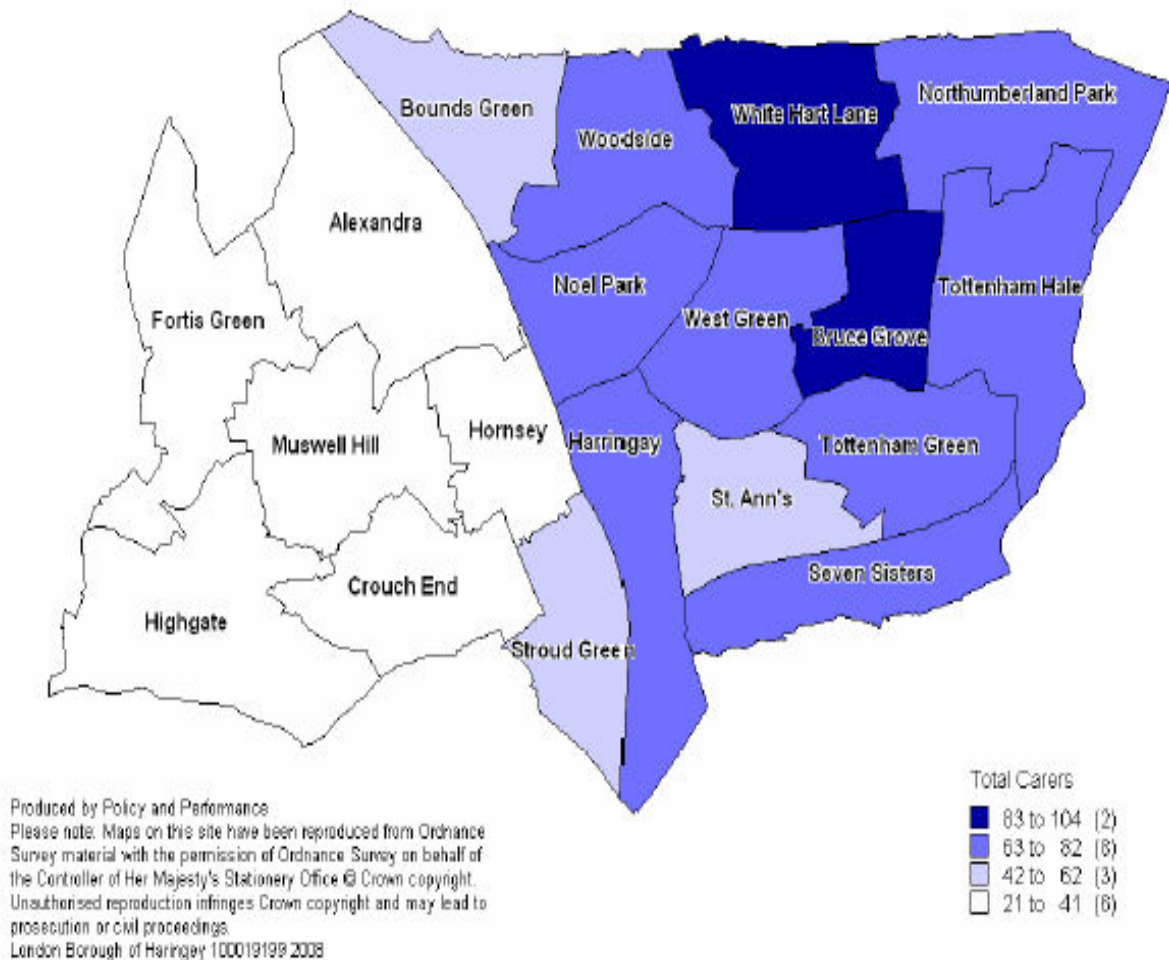 Bounds Green
White Hart Lane
Northumberland Park
Woodside
Alexandra
Noel Park
Tottenham Hale
Fortis Green
West Green
Bruce Grove
Muswell Hill
Hornsey
Harringay
Tottenham Green
St. Ann's
Seven Sisters
Crouch End
Highgate
Stroud Green
Total Carers
83 to 104 (2)
63 to 82 (8)
42 to 62 (3)
21 to 41 (6)
Produced by Policy and Performance
Please note: Maps on this site have been reproduced from Ordnance
Survey material with the permission of Ordnance Survey on behalf of
the Controller of Her Majesty's Stationery Office © Crown copyright.
Unauthorised reproduction infringes Crown copyright and may lead to
prosecution or civil proceedings.
London Borough of Haringey 100019199 2008